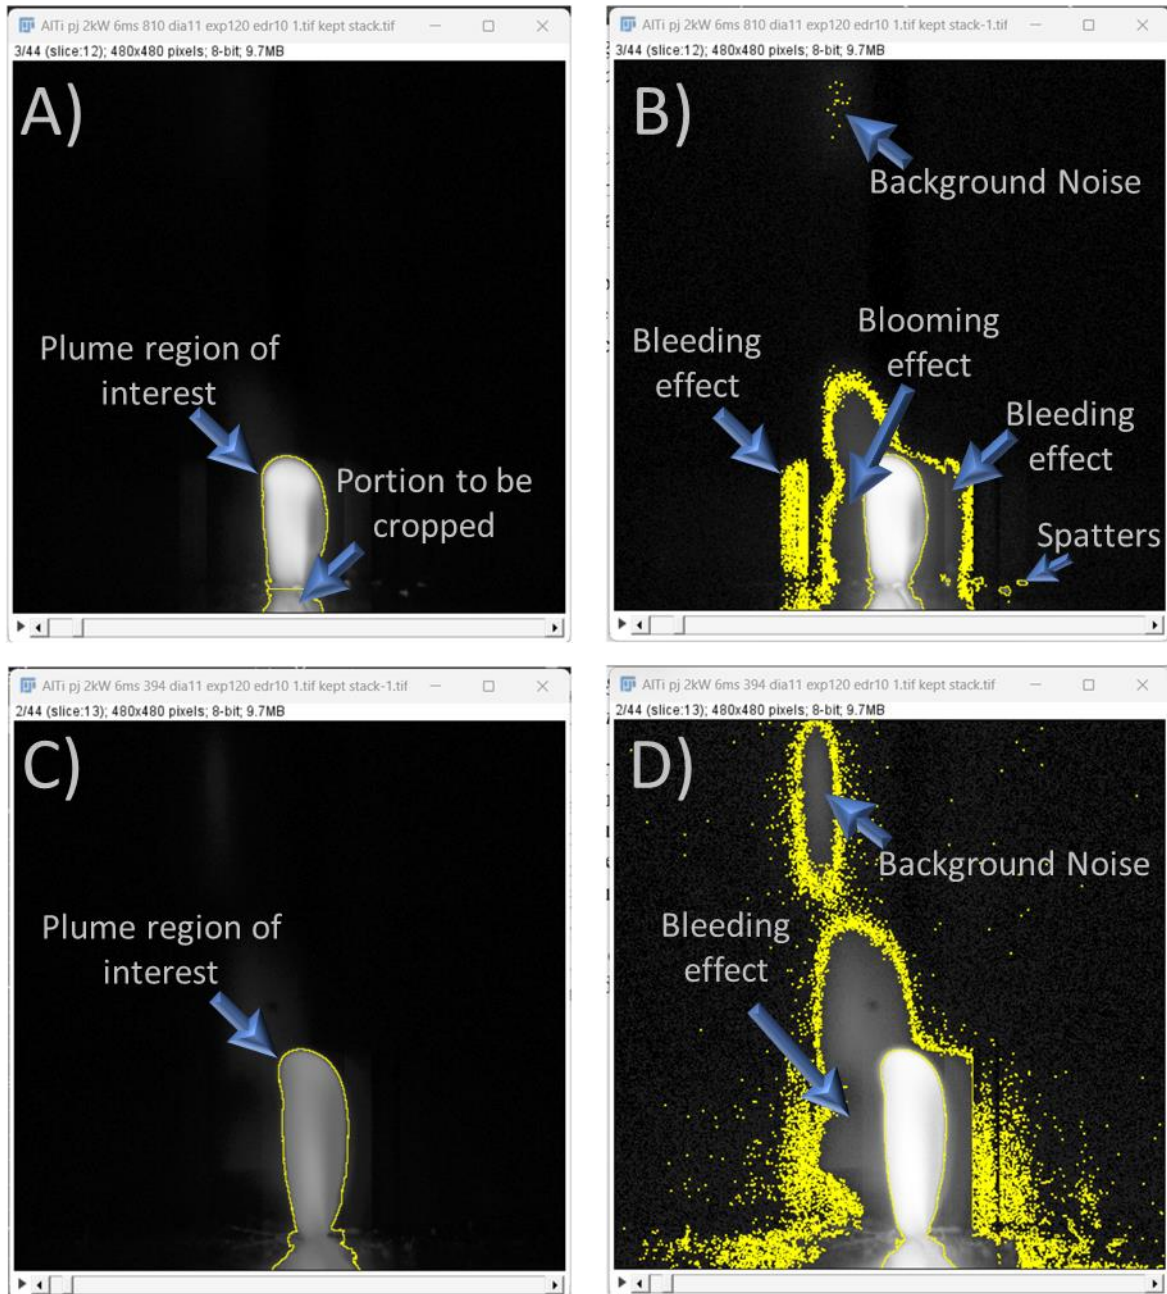 AlTi pj 2kW 6ms 810 dia11 exp120 edr10 1.tif kept stack.tif
3/44 (slice:12); 480x480 pixels; 8-bit; 9.7MB
A)
Plume region of
interest
Portion to be
cropped
AlTi pj 2kW 6ms 810 dia11 exp120 edr10 1.tif kept stack-1.tif
3/44 (slice:12); 480x480 pixels; 8-bit; 9.7MB
B)
Background Noise
Blooming
effect
Bleeding
effect
Bleeding
effect
Spatters
AlTi pj 2kW 6ms 394 dia11 exp120 edr10 1.tif kept stack-1.tif
2/44 (slice:13); 480x480 pixels; 8-bit; 9.7MB
C)
Plume region of
interest
AlTi pj 2kW 6ms 394 dia11 exp120 edr10 1.tif kept stack.tif
2/44 (slice:13); 480x480 pixels; 8-bit; 9.7MB
D)
Background Noise
Bleeding
effect